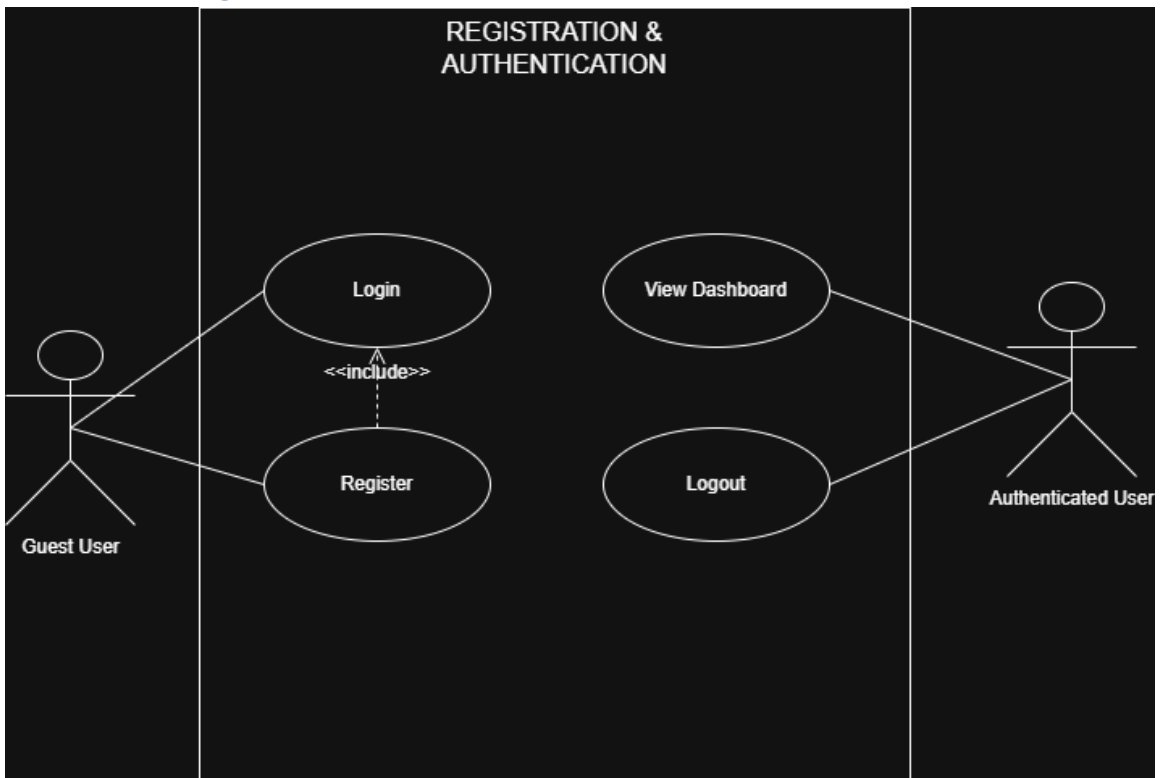 REGISTRATION &
AUTHENTICATION
Login
View Dashboard
<<include>>
Register
Logout
Authenticated User
Guest User